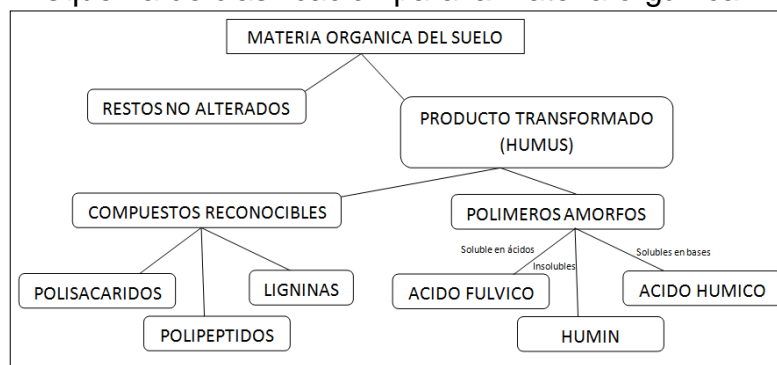 MATERIA ORGANICA DEL SUELO
RESTOS NO ALTERADOS
PRODUCTO TRANSFORMADO
(HUMUS)
COMPUESTOS RECONOCIBLES
POLIMEROS AMORFOS
Soluble en ácidos
Insolubles
Solubles en bases
POLISACARIDOS
LIGNINAS
POLIPEPTIDOS
ACIDO FULVICO
ACIDO HUMICO
HUMIN